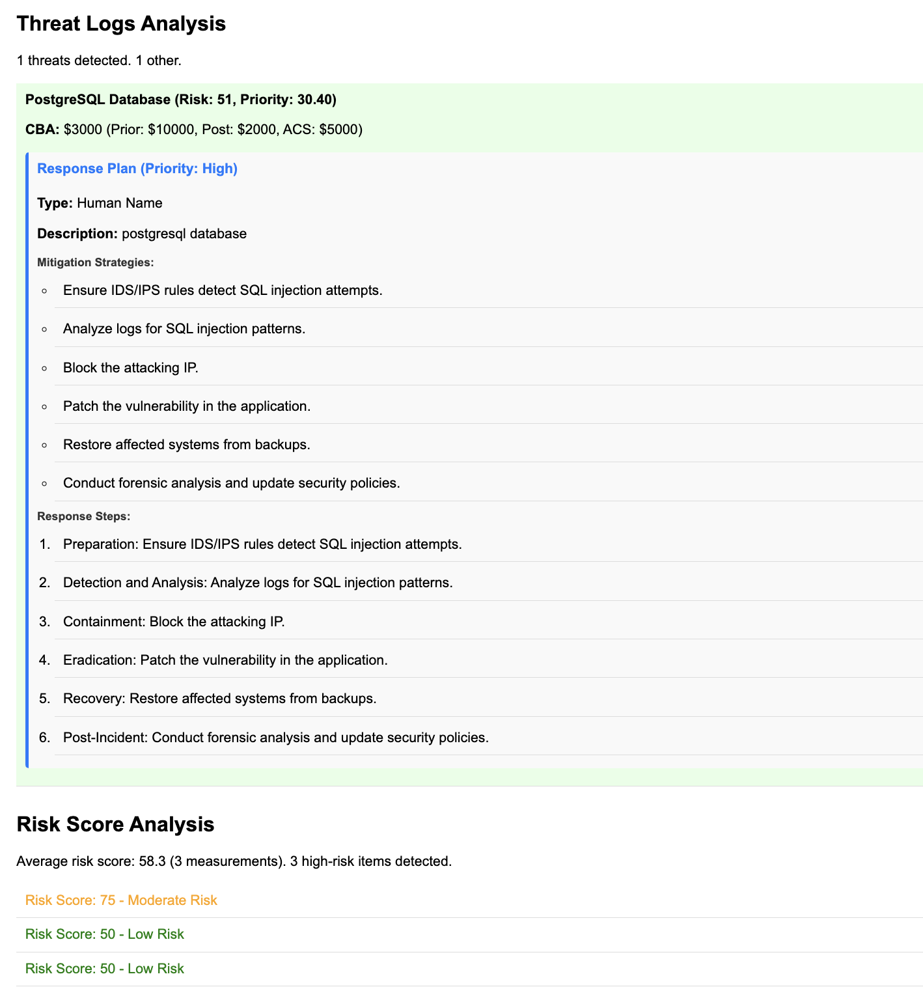 Threat Logs Analysis
1 threats detected. 1 other.
PostgreSQL Database (Risk: 51, Priority: 30.40)
CBA: $3000 (Prior: $10000, Post: $2000, ACS: $5000)
Response Plan (Priority: High)
Type: Human Name
Description: postgresql database
Mitigation Strategies:
Ensure IDS/IPS rules detect SQL injection attempts.
Analyze logs for SQL injection patterns.
Block the attacking IP.
Patch the vulnerability in the application.
Restore affected systems from backups.
Conduct forensic analysis and update security policies.
Response Steps:
1. Preparation: Ensure IDS/IPS rules detect SQL injection attempts.
2. Detection and Analysis: Analyze logs for SQL injection patterns.
3. Containment: Block the attacking IP.
4. Eradication: Patch the vulnerability in the application.
5. Recovery: Restore affected systems from backups.
6. Post-Incident: Conduct forensic analysis and update security policies.
Risk Score Analysis
Average risk score: 58.3 (3 measurements). 3 high-risk items detected.
Risk Score: 75 - Moderate Risk
Risk Score: 50 - Low Risk
Risk Score: 50 - Low Risk